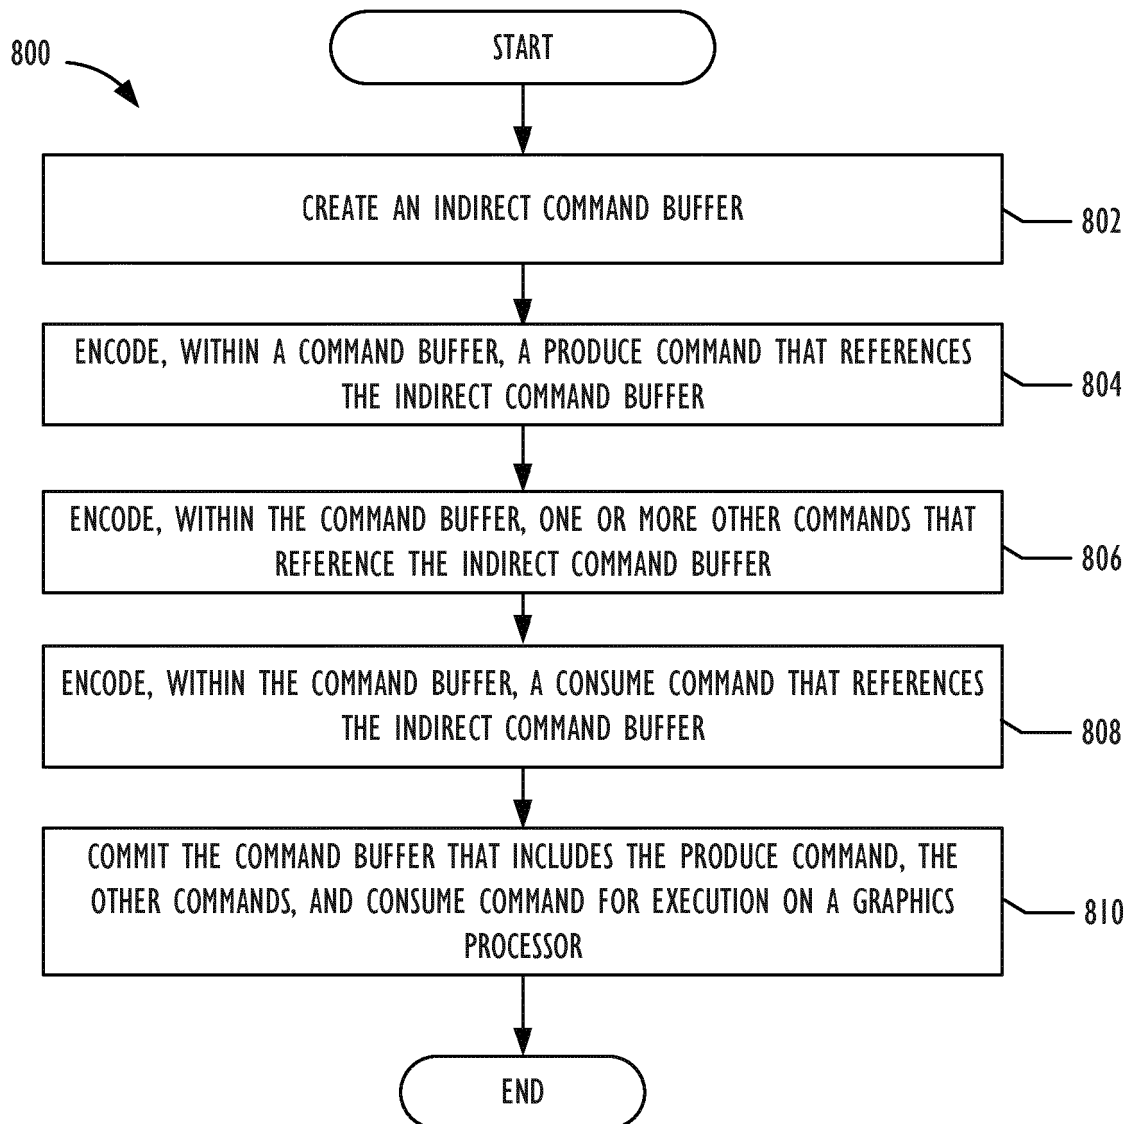 800
START
CREATE AN INDIRECT COMMAND BUFFER
802
ENCODE, WITHIN A COMMAND BUFFER, A PRODUCE COMMAND THAT REFERENCES
THE INDIRECT COMMAND BUFFER
804
ENCODE, WITHIN THE COMMAND BUFFER, ONE OR MORE OTHER COMMANDS THAT
REFERENCE THE INDIRECT COMMAND BUFFER
806
ENCODE, WITHIN THE COMMAND BUFFER, A CONSUME COMMAND THAT REFERENCES
THE INDIRECT COMMAND BUFFER
808
COMMIT THE COMMAND BUFFER THAT INCLUDES THE PRODUCE COMMAND, THE
OTHER COMMANDS, AND CONSUME COMMAND FOR EXECUTION ON A GRAPHICS
PROCESSOR
810
END